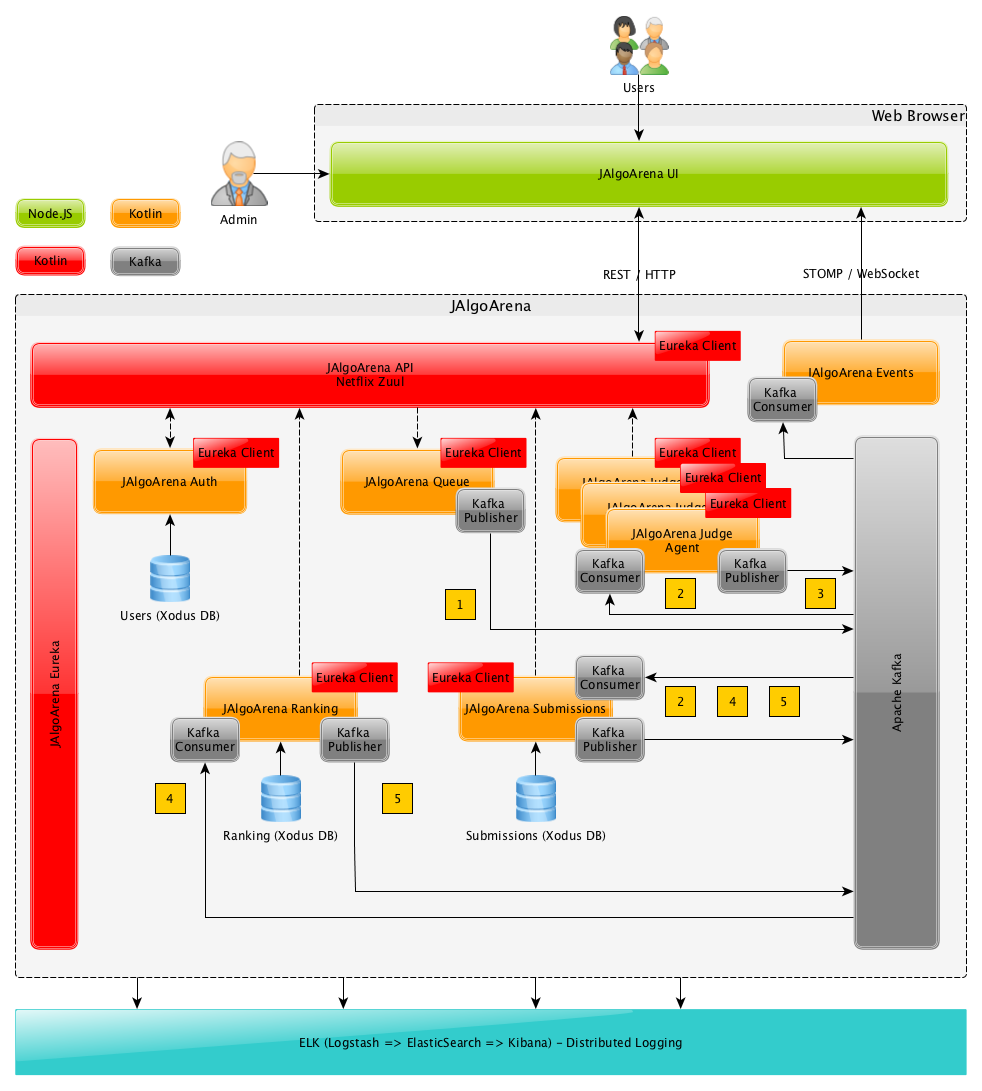 Users
Web Browser
JAlgoArena UI
Admin
Node.JS
Kotlin
Kotlin
Kafka
REST / HTTP
STOMP / WebSocket
JAlgoArena
Eureka Client
JAlgoArena API
Netflix Zuul
JAlgoArena Events
Kafka
Consumer
Eureka Client
JAlgoArena Auth
Eureka Client
JAlgoArena Queue
Kafka
Publisher
Eureka Client
JAlgoArena Judge
Eureka Client
JAlgoArena Judge
Eureka Client
JAlgoArena Judge
Agent
Kafka
Consumer
Kafka
Publisher
Users (Xodus DB)
1
2
3
JAlgoArena Eureka
Apache Kafka
Eureka Client
JAlgoArena Ranking
Kafka
Consumer
Kafka
Publisher
Eureka Client
JAlgoArena Submissions
Kafka
Consumer
Kafka
Publisher
2
4
5
4
5
Ranking (Xodus DB)
Submissions (Xodus DB)
ELK (Logstash => ElasticSearch => Kibana) - Distributed Logging